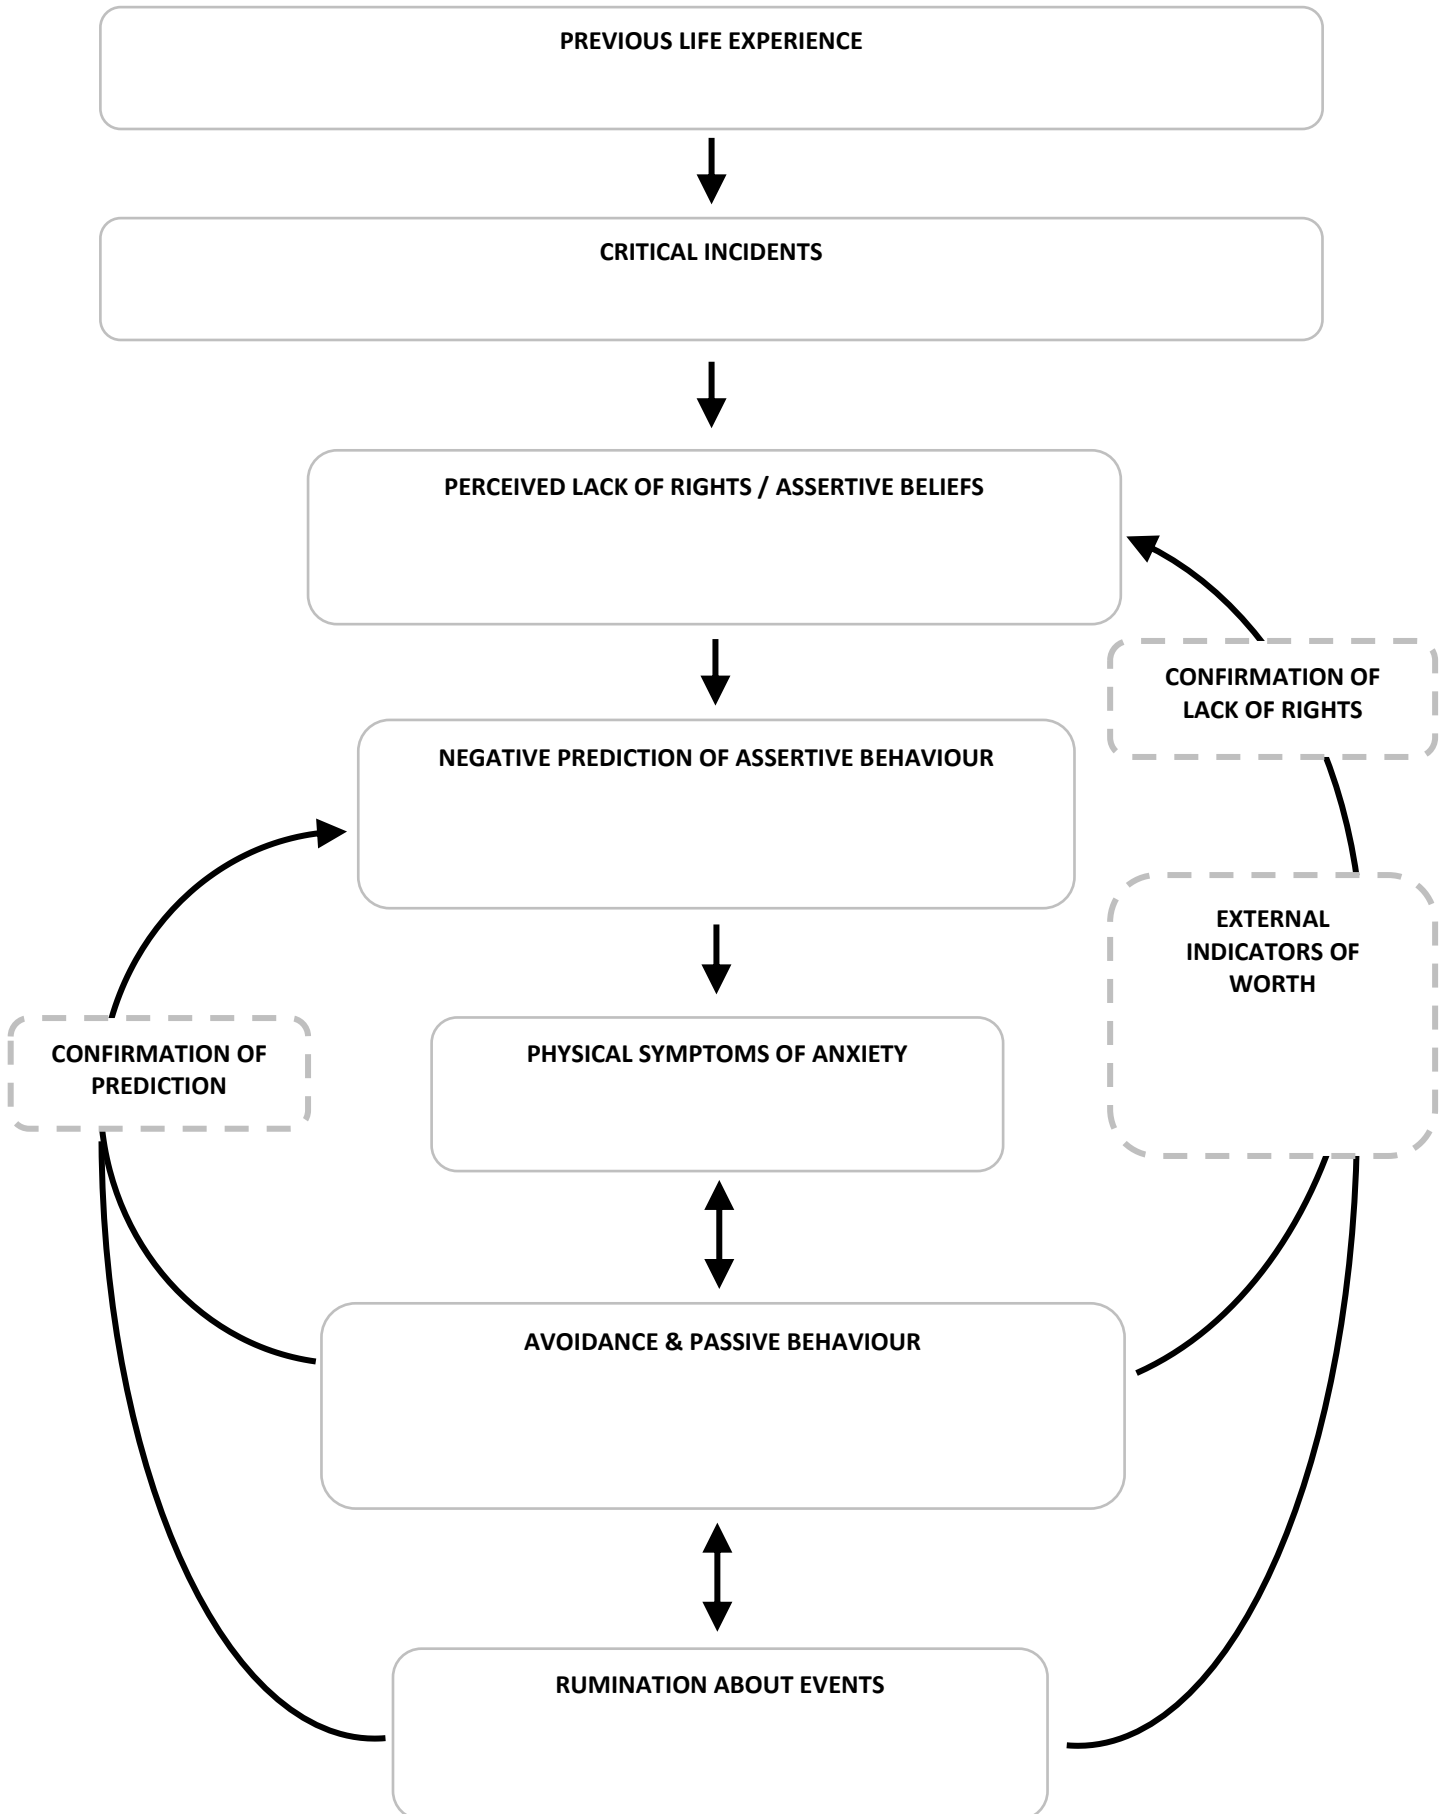 PREVIOUS LIFE EXPERIENCE
CRITICAL INCIDENTS
PERCEIVED LACK OF RIGHTS / ASSERTIVE BELIEFS
CONFIRMATION OF
LACK OF RIGHTS
NEGATIVE PREDICTION OF ASSERTIVE BEHAVIOUR
EXTERNAL
INDICATORS OF
WORTH
CONFIRMATION OF
PREDICTION
PHYSICAL SYMPTOMS OF ANXIETY
AVOIDANCE & PASSIVE BEHAVIOUR
RUMINATION ABOUT EVENTS